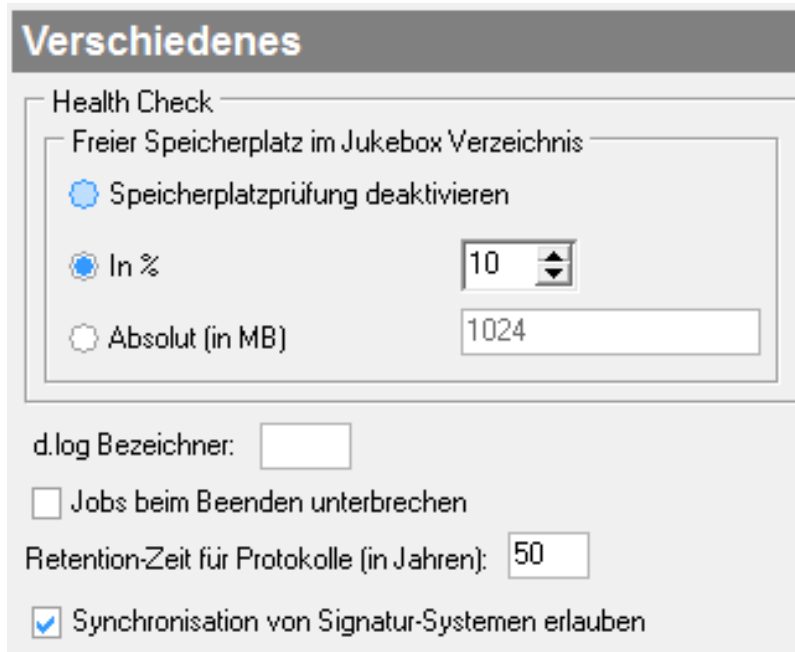 Verschiedenes
Health Check
Freier Speicherplatz im Jukebox Verzeichnis
Speicherplatzprüfung deaktivieren
In % 10
Absolut (in MB) 1024
d.log Bezeichner:
Jobs beim Beenden unterbrechen
Retention-Zeit für Protokolle (in Jahren): 50
Synchronisation von Signatur-Systemen erlauben